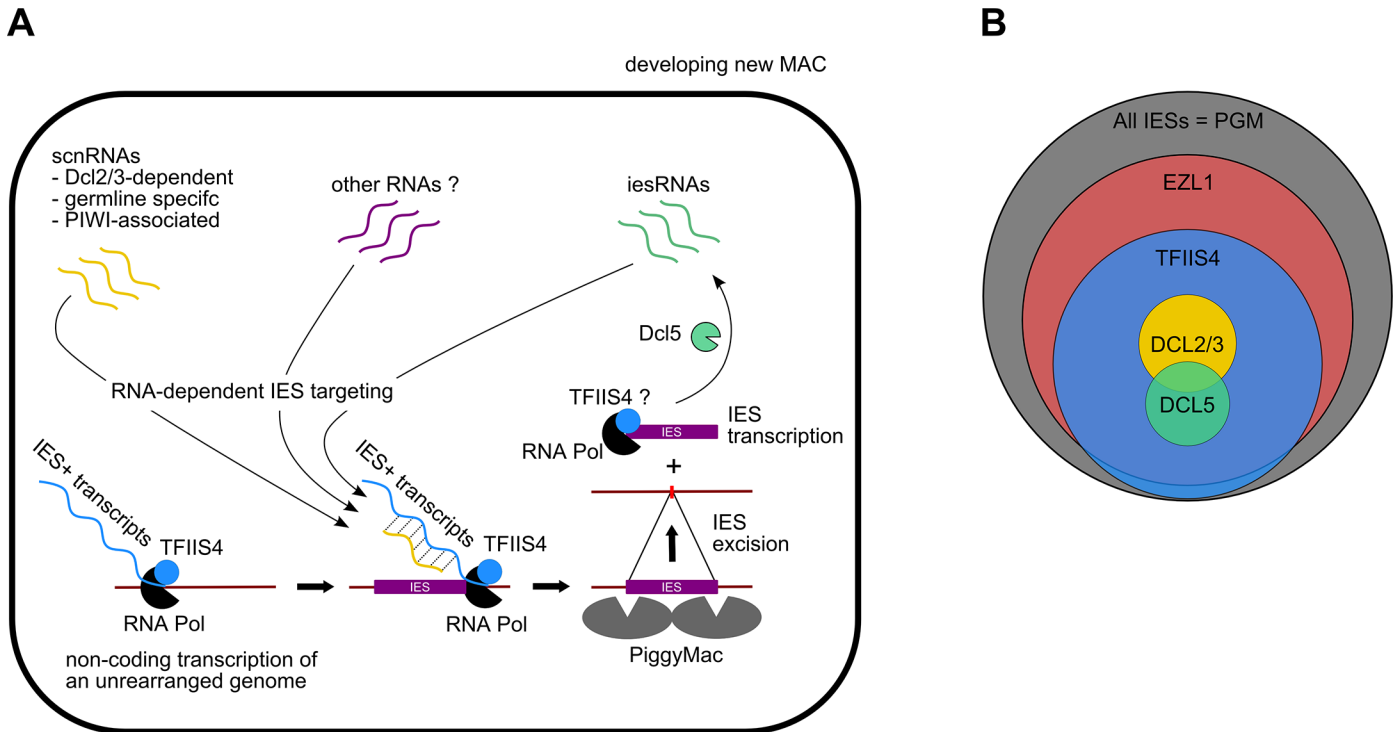 A
developing new MAC
scnRNAs
- Dcl2/3-dependent
- germline specifc
- PIWI-associated
other RNAs ?
iesRNAs
Dcl5
RNA-dependent IES targeting
TFIIS4 ?
IES
RNA Pol
IES
transcription
+
IES+ transcripts
TFIIS4
RNA Pol
non-coding transcription of
an unrearranged genome
IES+ transcripts
TFIIS4
IES
RNA Pol
IES
excision
IES
PiggyMac
B
All IESs = PGM
EZL1
TFIIS4
DCL2/3
DCL5